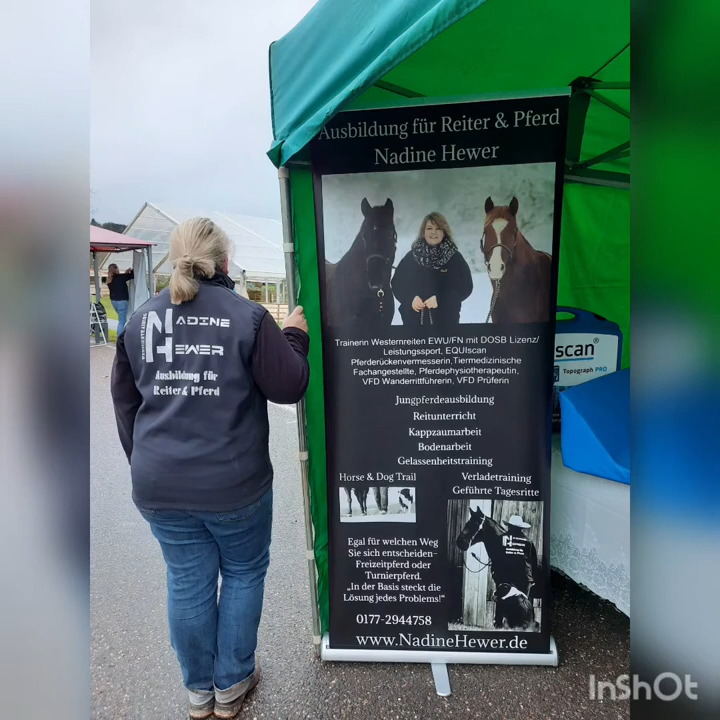 Ausbildung für Reiter & Pferd
Nadine Hewer
Trainerin Westernreiten EWU/FN mit DOSB Lizenz/
Leistungssport, EQUIscan
Pferderückenvermesserin,Tiermedizinische
Fachangestellte, Pferdephysiotherapeutin,
VFD Wanderrittführerin, VFD Prüferin
Jungpferdeausbildung
Reitunterricht
Kappzaumarbeit
Bodenarbeit
Gelassenheitstraining
Horse & Dog Trail
Verladetraining
Geführte Tagesritte
Egal für welchen Weg
Sie sich entscheiden-
Freizeitpferd oder
Turnierpferd.
„In der Basis steckt die
Lösung jedes Problems!“
0177-2944758
www.NadineHewer.de
NADINE
HEWER
Ausbildung für
Reiter & Pferd
scan
Topograph PRO
InShOt